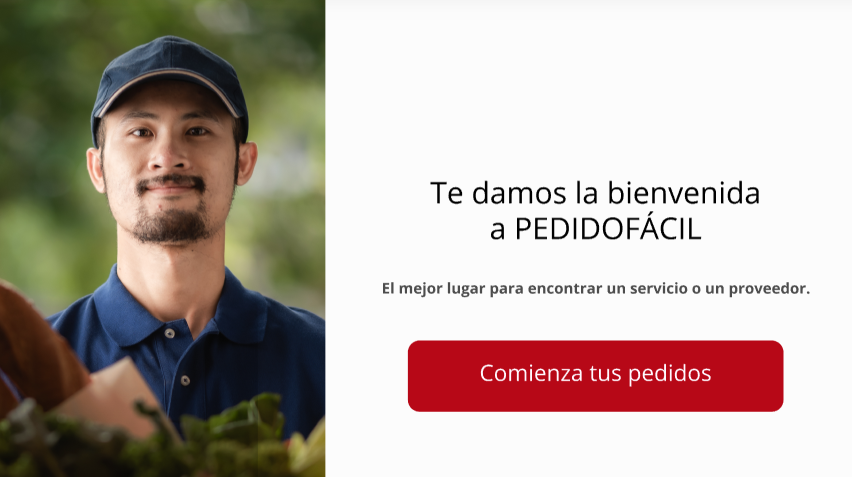 Te damos la bienvenida
a PEDIDOFÁCIL
El mejor lugar para encontrar un servicio o un proveedor.
Comienza tus pedidos